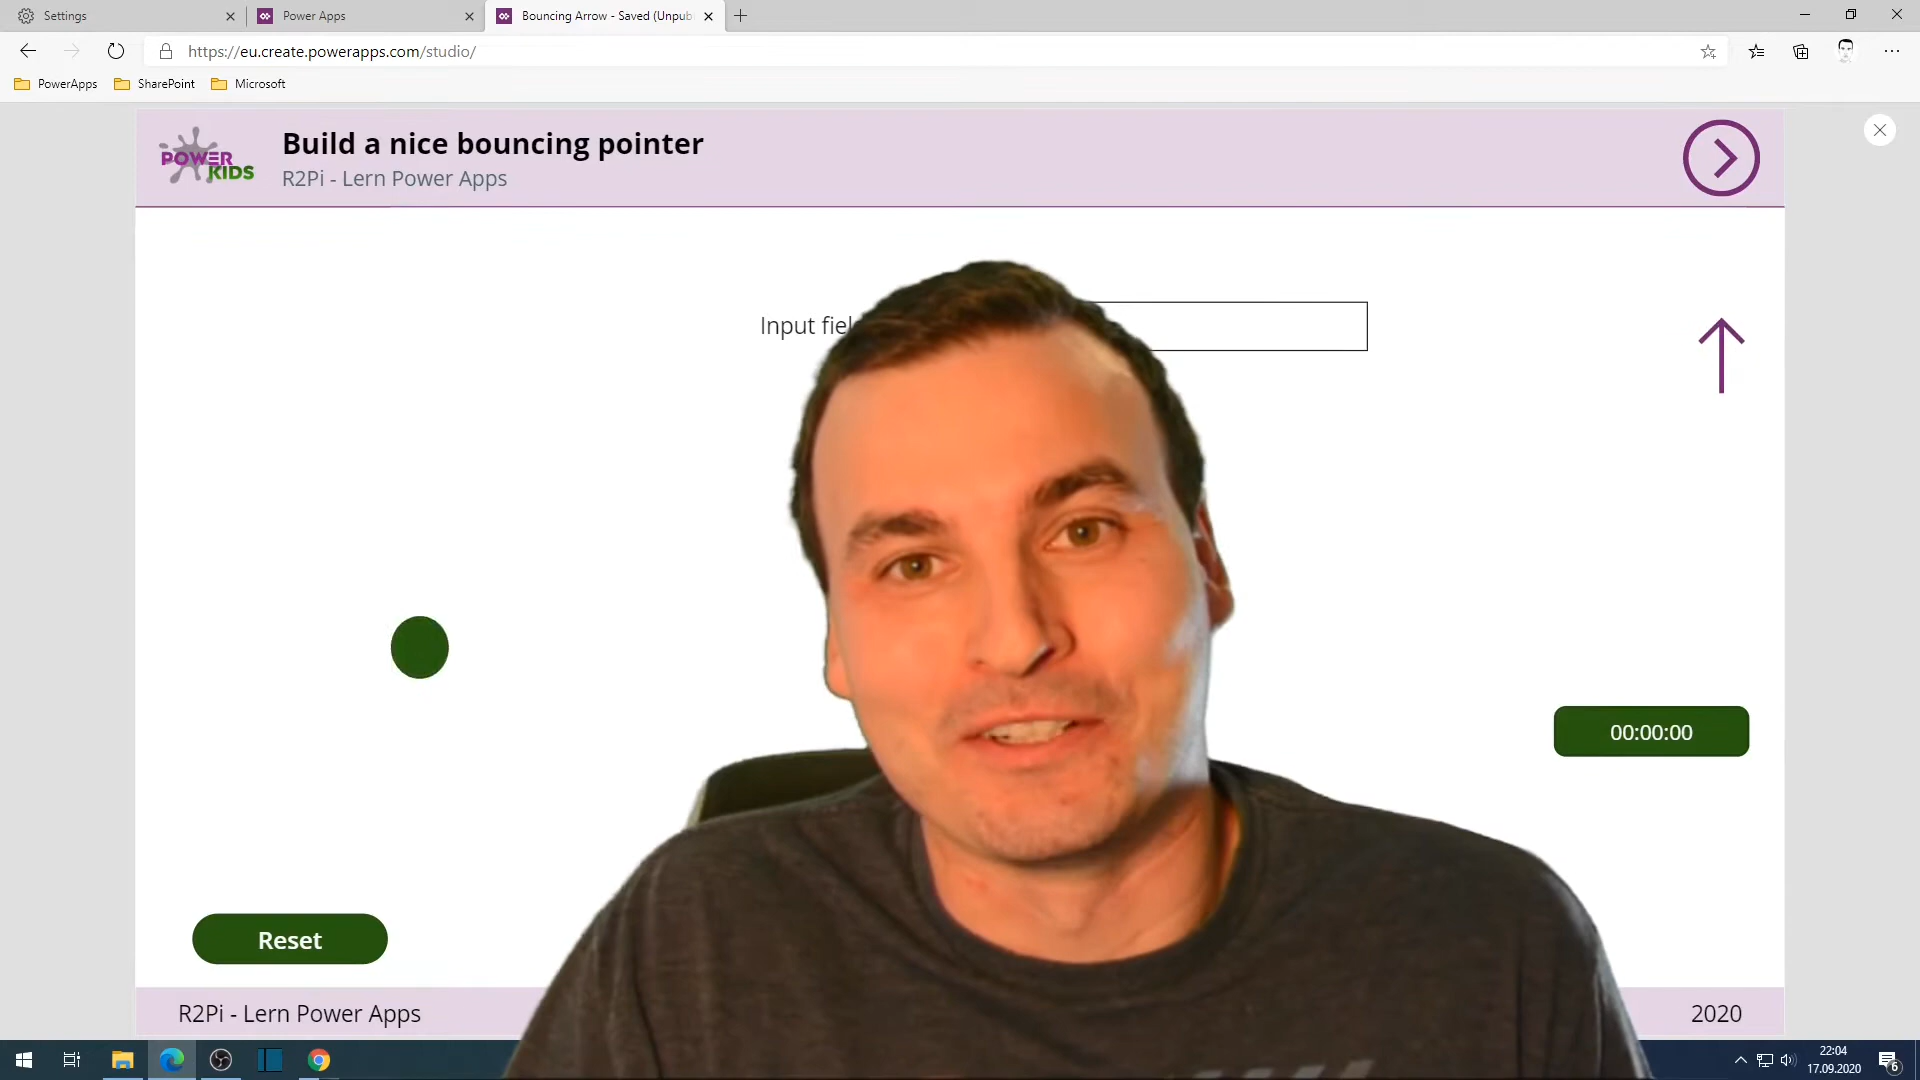 Settings
Power Apps
Bouncing Arrow - Saved (Unpub
https://eu.create.powerapps.com/studio/
PowerApps
SharePoint
Microsoft
POWER
KIDS
Build a nice bouncing pointer
R2Pi - Lern Power Apps
Input fiel
00:00:00
Reset
R2Pi - Lern Power Apps
2020
22:04
17.09.2020
6